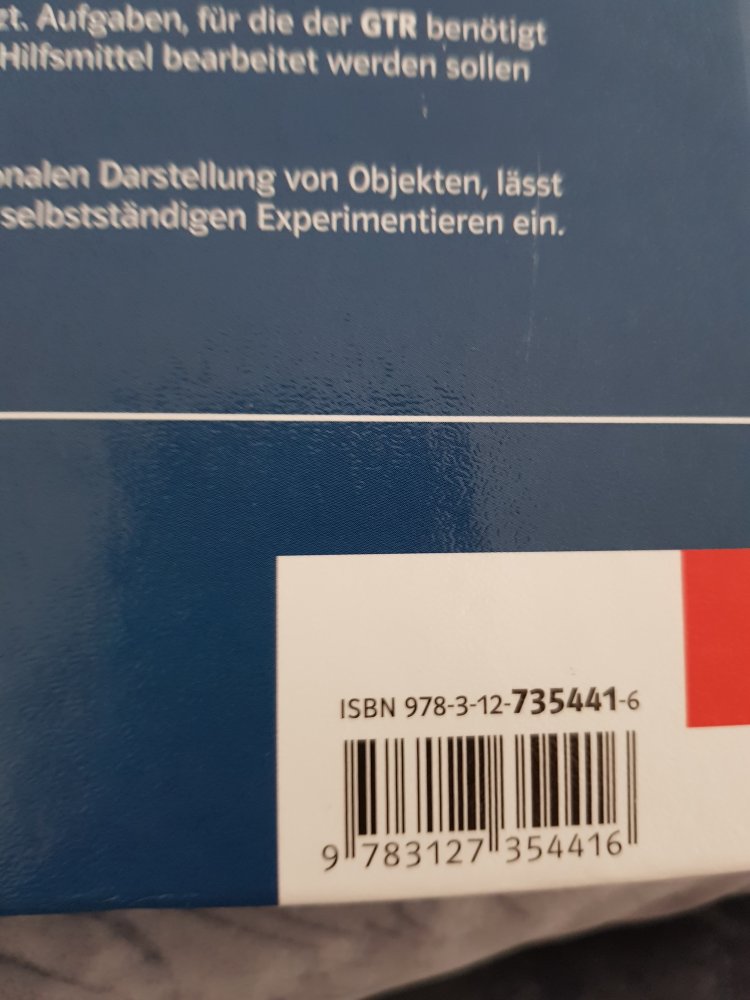 zt. Aufgaben, für die der GTR benötigt
Hilfsmittel bearbeitet werden sollen
onalen Darstellung von Objekten, lässt
selbstständigen Experimentieren ein.
ISBN 978-3-12-735441-6
9 783127 354416